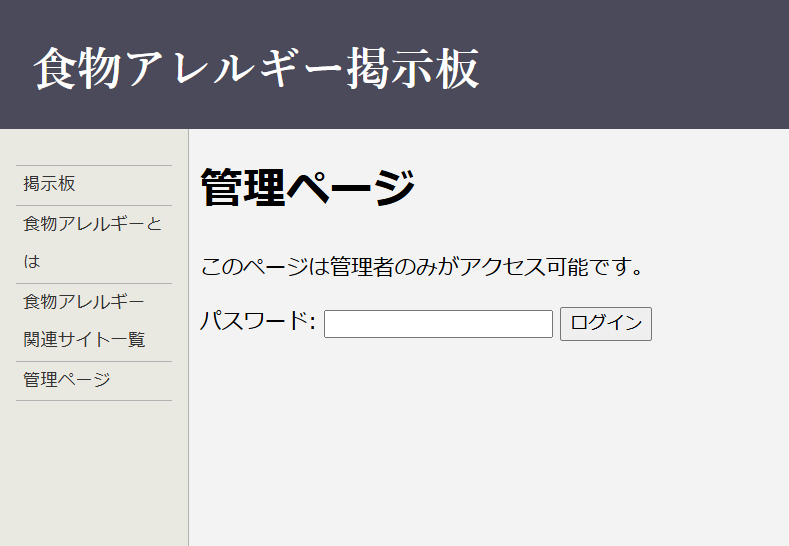 食物アレルギー掲示板
掲示板
食物アレルギーと
は
食物アレルギー
関連サイト一覧
管理ページ
管理ページ
このページは管理者のみがアクセス可能です。
パスワード: ログイン